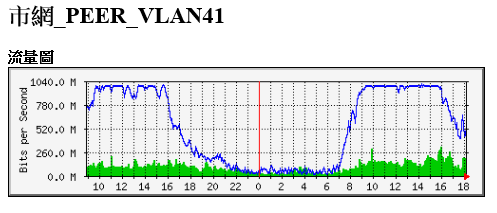 市網_PEER_VLAN41
流量圖
Bits per Second
1040.0 M
780.0 M
520.0 M
260.0 M
0.0 M
10 12 14 16 18 20 22 0 2 4 6 8 10 12 14 16 18